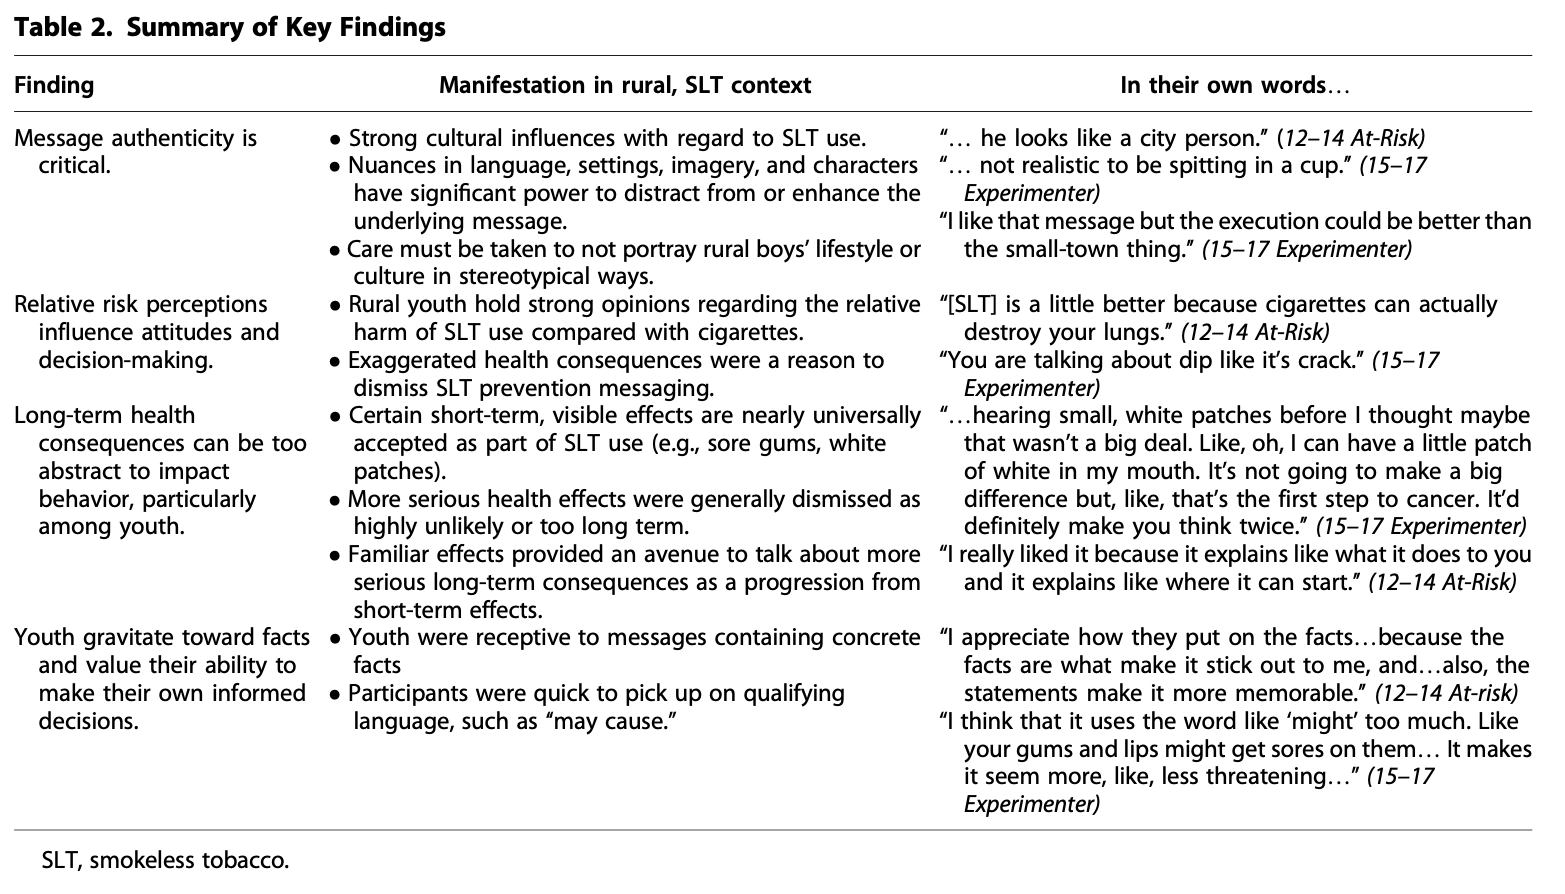 Table 2. Summary of Key Findings
Finding
Manifestation in rural, SLT context
In their own words…
Message authenticity is
critical.
● Strong cultural influences with regard to SLT use.
● Nuances in language, settings, imagery, and characters
have significant power to distract from or enhance the
underlying message.
● Care must be taken to not portray rural boys’ lifestyle or
culture in stereotypical ways.
“… he looks like a city person.” (12–14 At-Risk)
“… not realistic to be spitting in a cup.” (15–17
Experimenter)
“I like that message but the execution could be better than
the small-town thing.” (15–17 Experimenter)
Relative risk perceptions
influence attitudes and
decision-making.
● Rural youth hold strong opinions regarding the relative
harm of SLT use compared with cigarettes.
● Exaggerated health consequences were a reason to
dismiss SLT prevention messaging.
“[SLT] is a little better because cigarettes can actually
destroy your lungs.” (12–14 At-Risk)
“You are talking about dip like it’s crack.” (15–17
Experimenter)
Long-term health
consequences can be too
abstract to impact
behavior, particularly
among youth.
● Certain short-term, visible effects are nearly universally
accepted as part of SLT use (e.g., sore gums, white
patches).
● More serious health effects were generally dismissed as
highly unlikely or too long term.
● Familiar effects provided an avenue to talk about more
serious long-term consequences as a progression from
short-term effects.
“…hearing small, white patches before I thought maybe
that wasn’t a big deal. Like, oh, I can have a little patch
of white in my mouth. It’s not going to make a big
difference but, like, that’s the first step to cancer. It’d
definitely make you think twice.” (15–17 Experimenter)
“I really liked it because it explains like what it does to you
and it explains like where it can start.” (12–14 At-Risk)
Youth gravitate toward facts
and value their ability to
make their own informed
decisions.
● Youth were receptive to messages containing concrete
facts
● Participants were quick to pick up on qualifying
language, such as “may cause.”
“I appreciate how they put on the facts…because the
facts are what make it stick out to me, and…also, the
statements make it more memorable.” (12–14 At-risk)
“I think that it uses the word like ‘might’ too much. Like
your gums and lips might get sores on them… It makes
it seem more, like, less threatening…” (15–17
Experimenter)
SLT, smokeless tobacco.